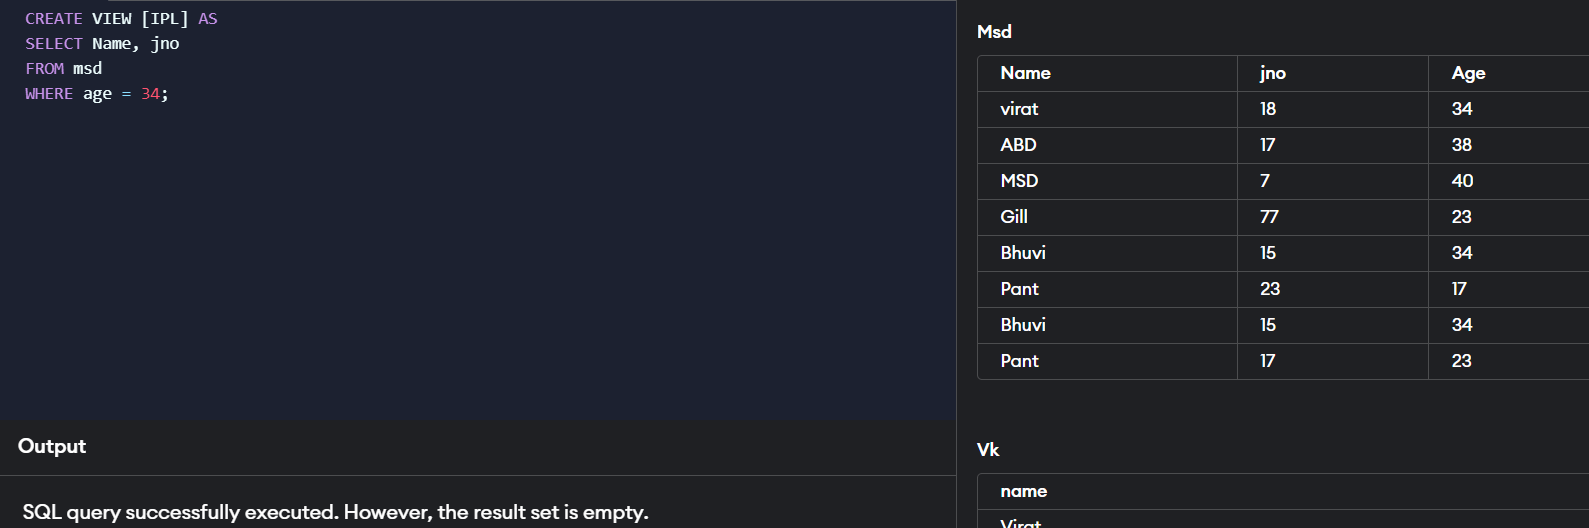 CREATE VIEW [IPL] AS
SELECT Name, jno
FROM msd
WHERE age = 34;
Output
SQL query successfully executed. However, the result set is empty.
Msd
Name jno Age
virat 18 34
ABD 17 38
MSD 7 40
Gill 77 23
Bhuvi 15 34
Pant 23 17
Bhuvi 15 34
Pant 17 23
Vk
name
Virat